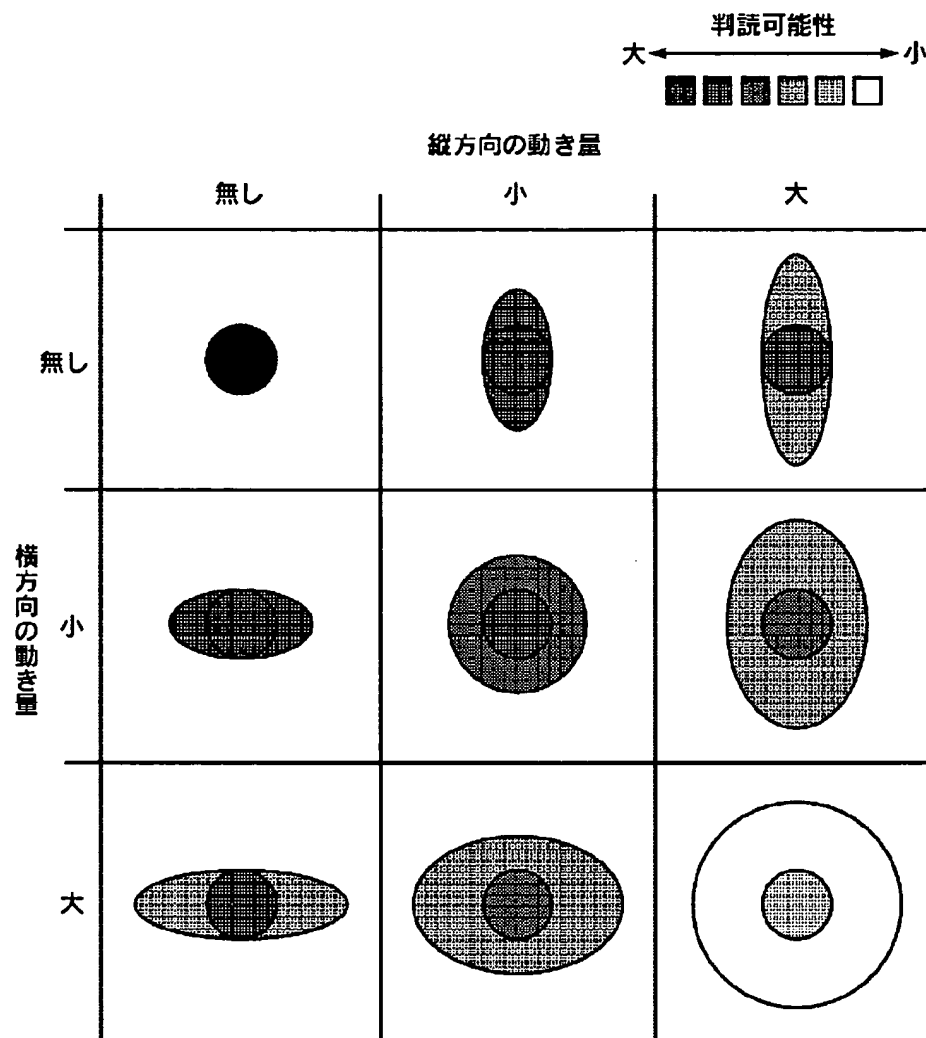 判読可能性
大 小
縦方向の動き量
無し 小 大
無し
横方向の動き量
小
大